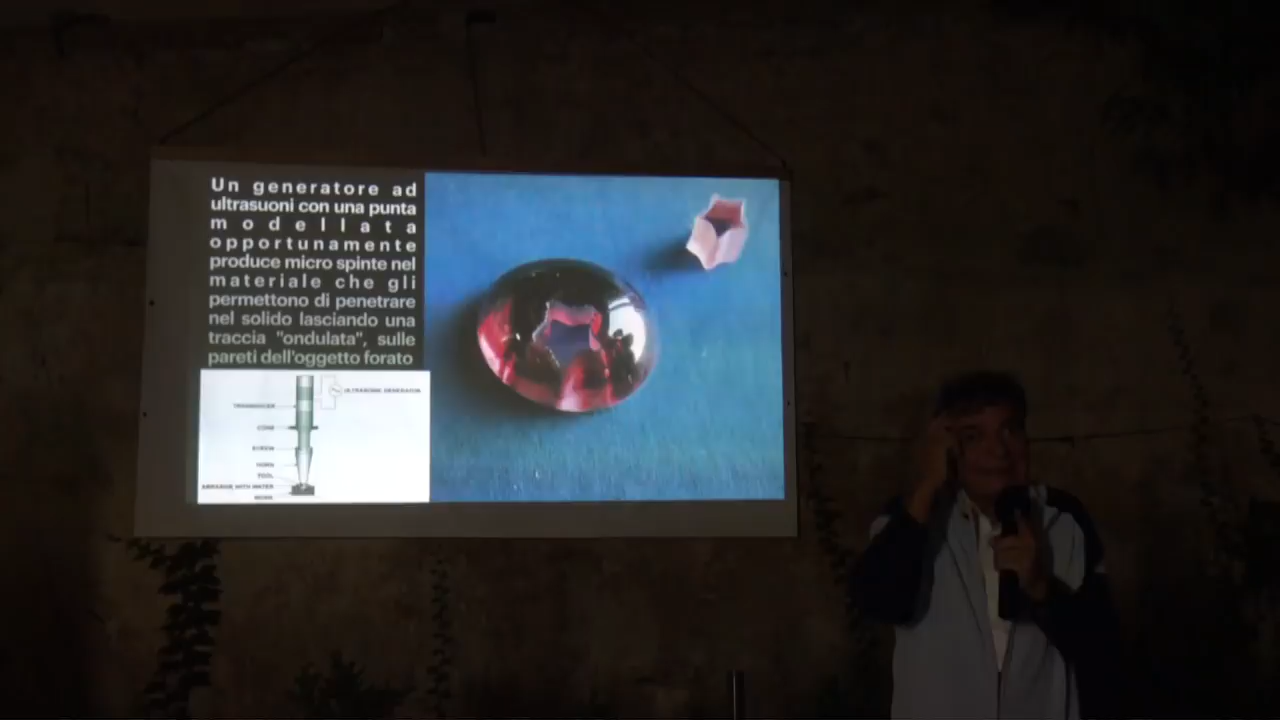 Un generatore ad
ultrasuoni con una punta
modellata
opportunamente
produce micro spinte nel
materiale che gli
permettono di penetrare
nel solido lasciando una
traccia "ondulata", sulle
pareti dell'oggetto forato
ULTRASONIC GENERATOR
TRANSDUCER
CONE
SCREW
HORN
TOOL
ABRASIVE WITH WATER
WORK